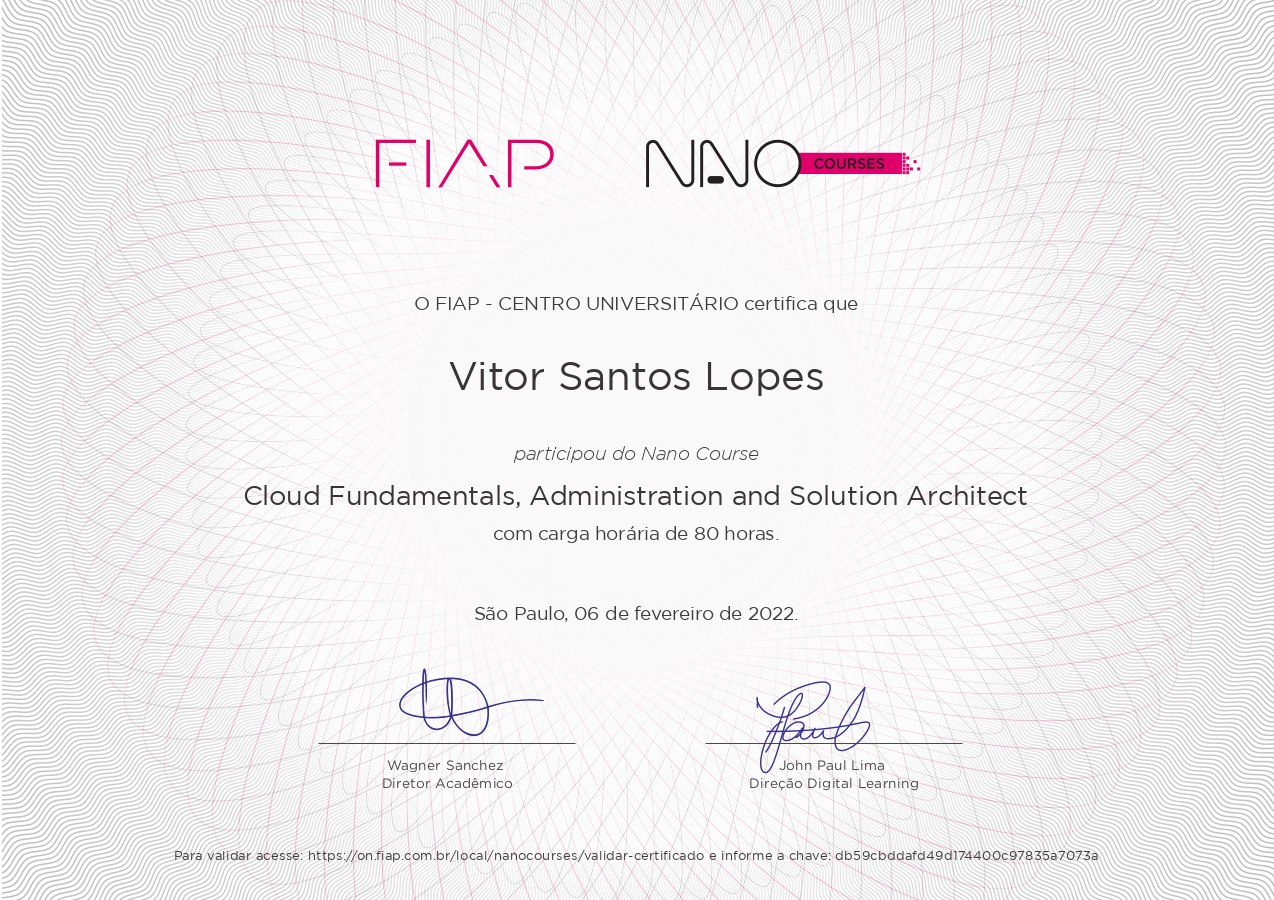 FIAP NANO COURSES
O FIAP - CENTRO UNIVERSITÁRIO certifica que
Vitor Santos Lopes
participou do Nano Course
Cloud Fundamentals, Administration and Solution Architect
com carga horária de 80 horas.
São Paulo, 06 de fevereiro de 2022.
Wagner Sanchez
Diretor Acadêmico
John Paul Lima
Direção Digital Learning
Para validar acesse: https://on.fiap.com.br/local/nanocourses/validar-certificado e informe a chave: db59cbddafd49d174400c97835a7073a